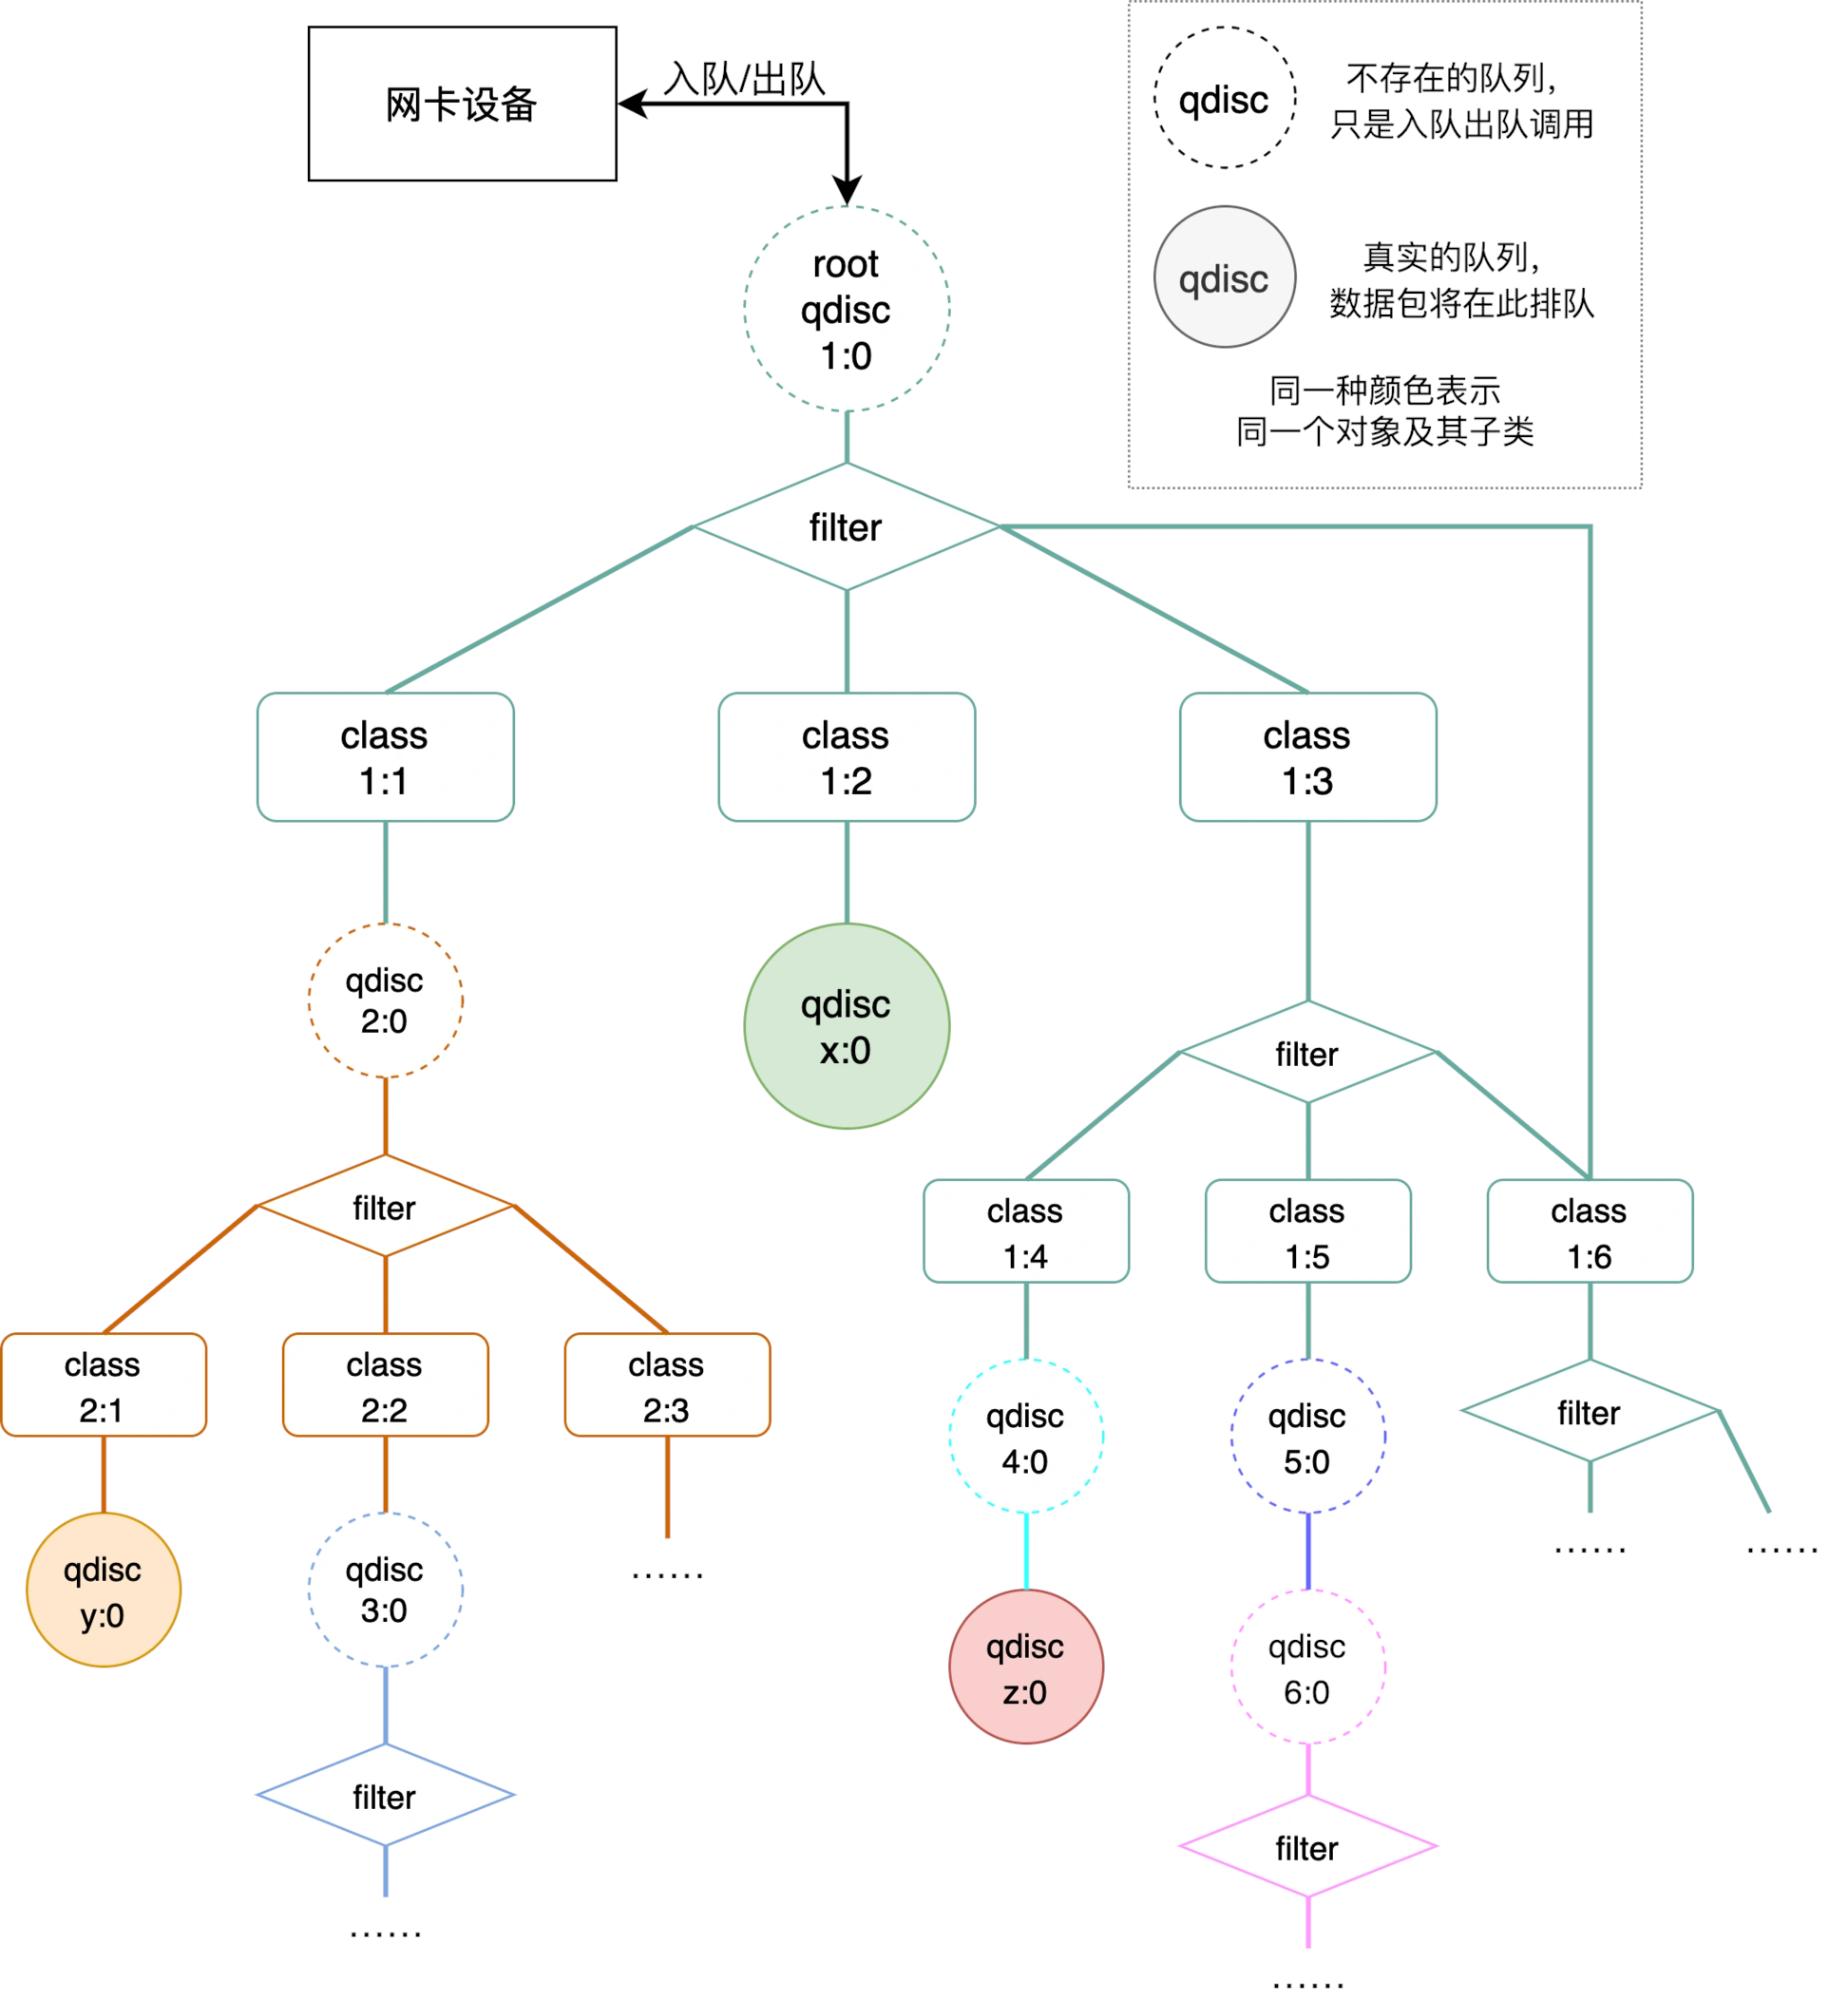 网卡设备
入队/出队
qdisc
不存在的队列，
只是入队出队调用
qdisc
真实的队列，
数据包将在此排队
同一种颜色表示
同一个对象及其子类
root
qdisc
1:0
filter
class
1:1
class
1:2
class
1:3
qdisc
2:0
qdisc
x:0
filter
filter
class
1:4
class
1:5
class
1:6
class
2:1
class
2:2
class
2:3
qdisc
4:0
qdisc
5:0
filter
qdisc
y:0
qdisc
3:0
······
······
······
qdisc
z:0
qdisc
6:0
filter
filter
······
······